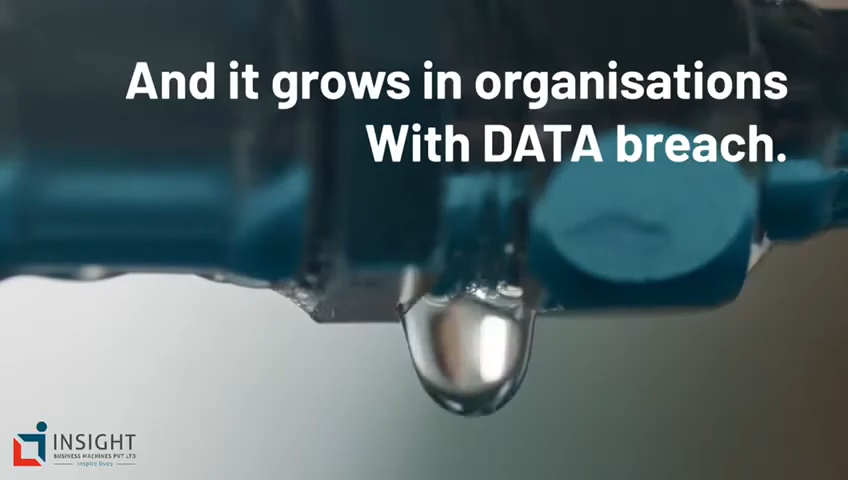 And it grows in organisations
With DATA breach.
INSIGHT
BUSINESS MACHINES PVT LTD
inspire lives